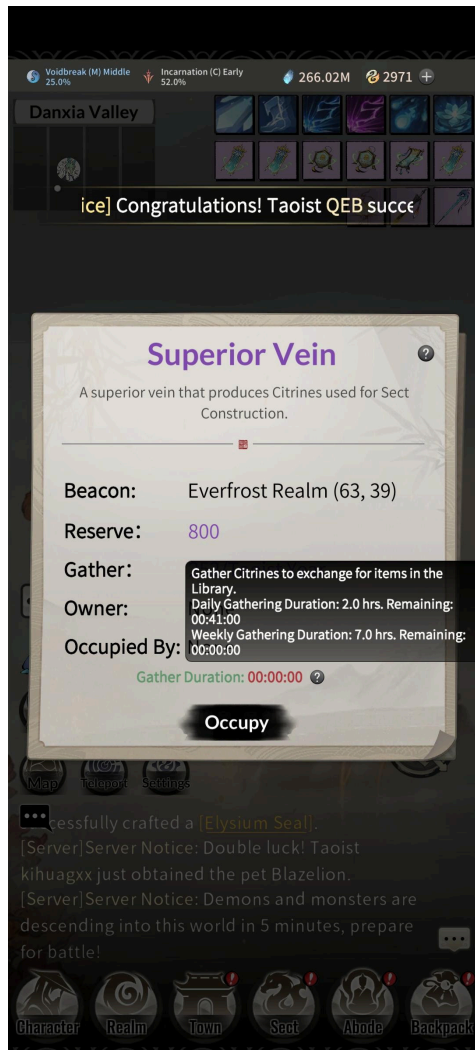 Voidbreak (M) Middle
25.0%
Incarnation (C) Early
52.0%
266.02M
2971
Danxia Valley
ice] Congratulations! Taoist QEB succe
Superior Vein
A superior vein that produces Citrines used for Sect
Construction.
Beacon: Everfrost Realm (63, 39)
Reserve: 800
Gather:
Gather Citrines to exchange for items in the
Library.
Daily Gathering Duration: 2.0 hrs. Remaining:
00:41:00
Weekly Gathering Duration: 7.0 hrs. Remaining:
00:00:00
Owner:
Occupied By:
Gather Duration: 00:00:00
Occupy
Map Teleport Settings
cessfully crafted a [Elysium Seal].
[Server]Server Notice: Double luck! Taoist
kihuagxx just obtained the pet Blazelion.
[Server]Server Notice: Demons and monsters are
descending into this world in 5 minutes, prepare
for battle!
Character Realm Town Sect Abode Backpack